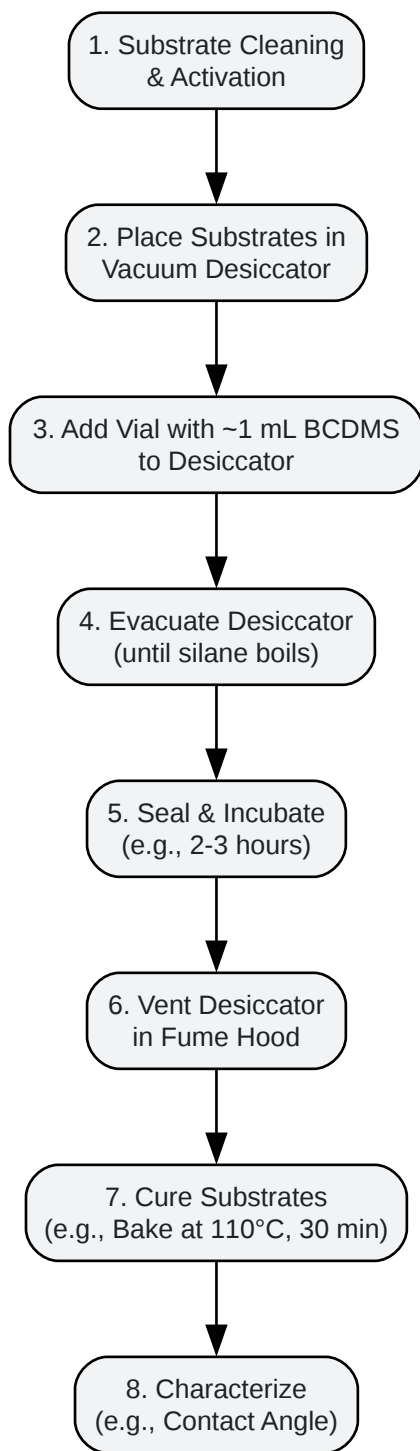 1. Substrate Cleaning
& Activation
2. Place Substrates in
Vacuum Desiccator
3. Add Vial with ~1 mL BCDMS
to Desiccator
4. Evacuate Desiccator
(until silane boils)
5. Seal & Incubate
(e.g., 2-3 hours)
6. Vent Desiccator
in Fume Hood
7. Cure Substrates
(e.g., Bake at 110°C, 30 min)
8. Characterize
(e.g., Contact Angle)